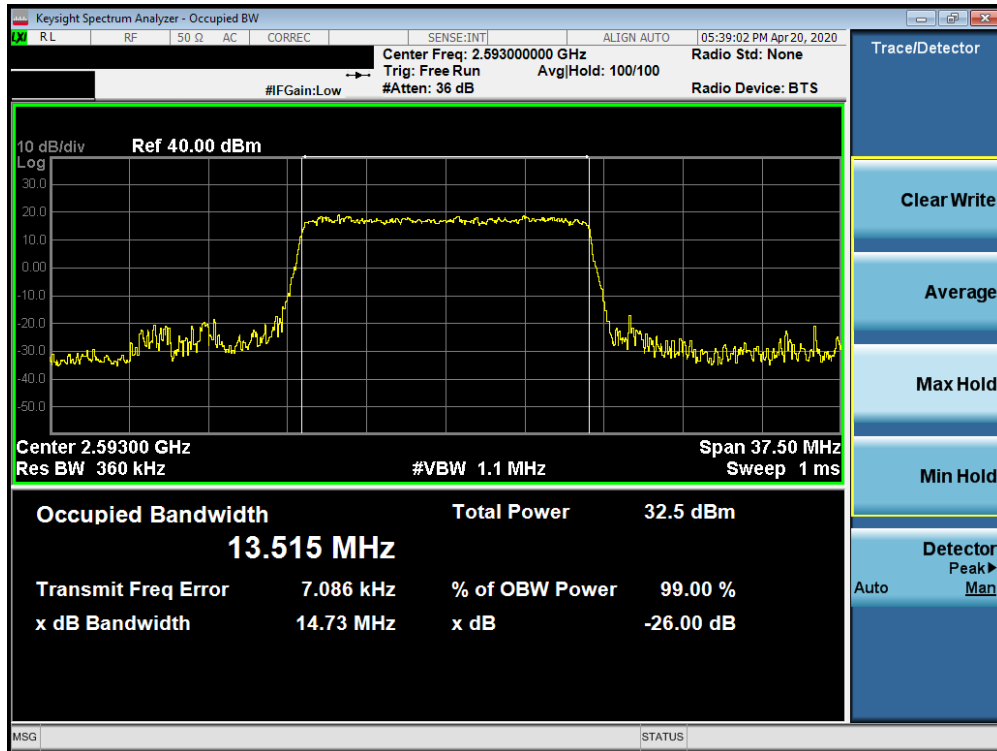 Keysight Spectrum Analyzer - Occupied BW
LXI RL RF 50 Ω AC CORREC SENSE:INT ALIGN AUTO 05:39:02 PM Apr 20, 2020
Center Freq: 2.593000000 GHz Radio Std: None
Trig: Free Run Avg|Hold: 100/100
#IFGain:Low #Atten: 36 dB Radio Device: BTS
10 dB/div Ref 40.00 dBm
Log
30.0
20.0
10.0
0.00
-10.0
-20.0
-30.0
-40.0
-50.0
Center 2.59300 GHz Span 37.50 MHz
Res BW 360 kHz #VBW 1.1 MHz Sweep 1 ms
Occupied Bandwidth Total Power 32.5 dBm
13.515 MHz
Transmit Freq Error 7.086 kHz % of OBW Power 99.00 %
x dB Bandwidth 14.73 MHz x dB -26.00 dB
MSG STATUS
Trace/Detector
Clear Write
Average
Max Hold
Min Hold
Detector
Peak▶
Auto Man